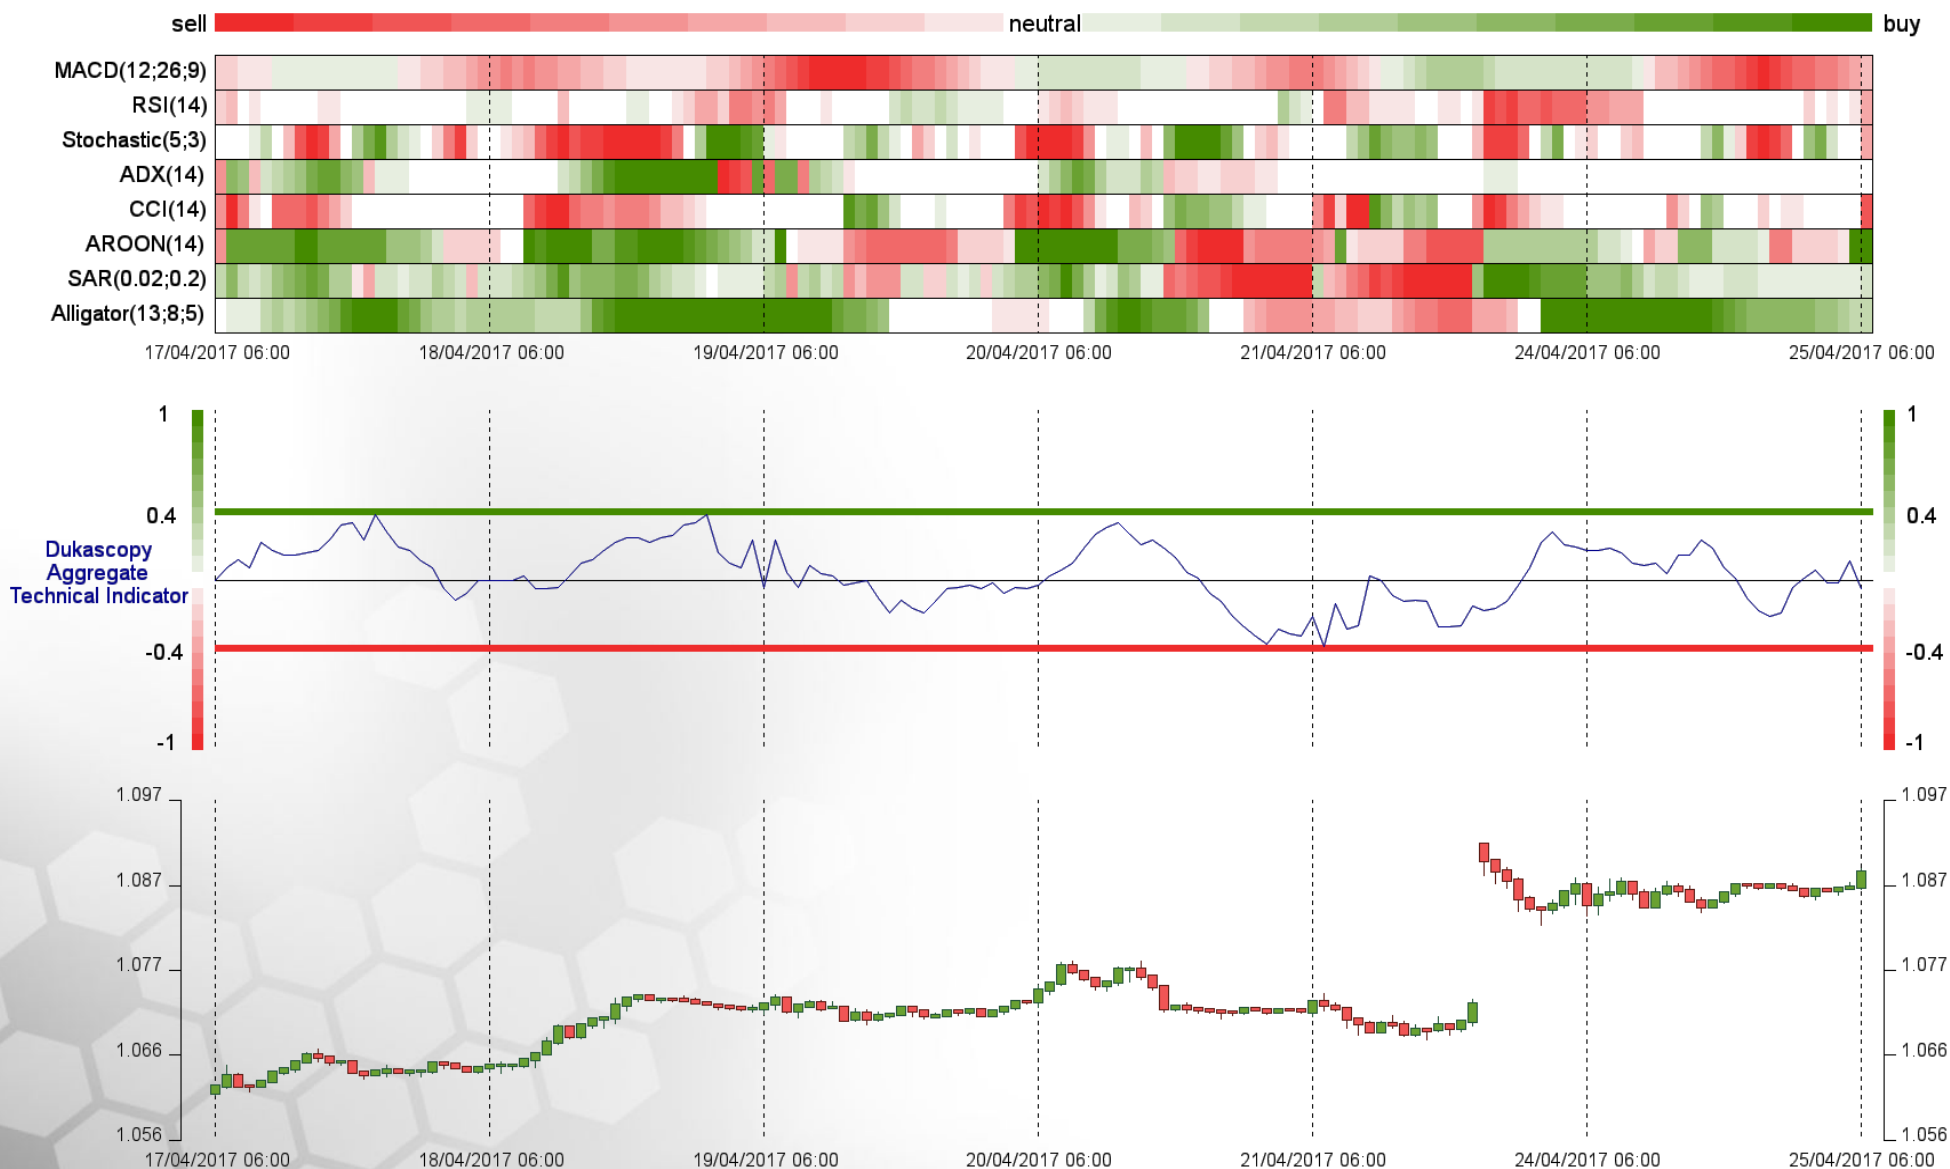 sell neutral buy
MACD(12;26;9)
RSI(14)
Stochastic(5;3)
ADX(14)
CCI(14)
AROON(14)
SAR(0.02;0.2)
Alligator(13;8;5)
17/04/2017 06:00 18/04/2017 06:00 19/04/2017 06:00 20/04/2017 06:00 21/04/2017 06:00 24/04/2017 06:00 25/04/2017 06:00
1 1
0.4 0.4
Dukascopy
Aggregate
Technical Indicator
-0.4 -0.4
-1 -1
1.097 1.097
1.087 1.087
1.077 1.077
1.066 1.066
1.056 1.056
17/04/2017 06:00 18/04/2017 06:00 19/04/2017 06:00 20/04/2017 06:00 21/04/2017 06:00 24/04/2017 06:00 25/04/2017 06:00